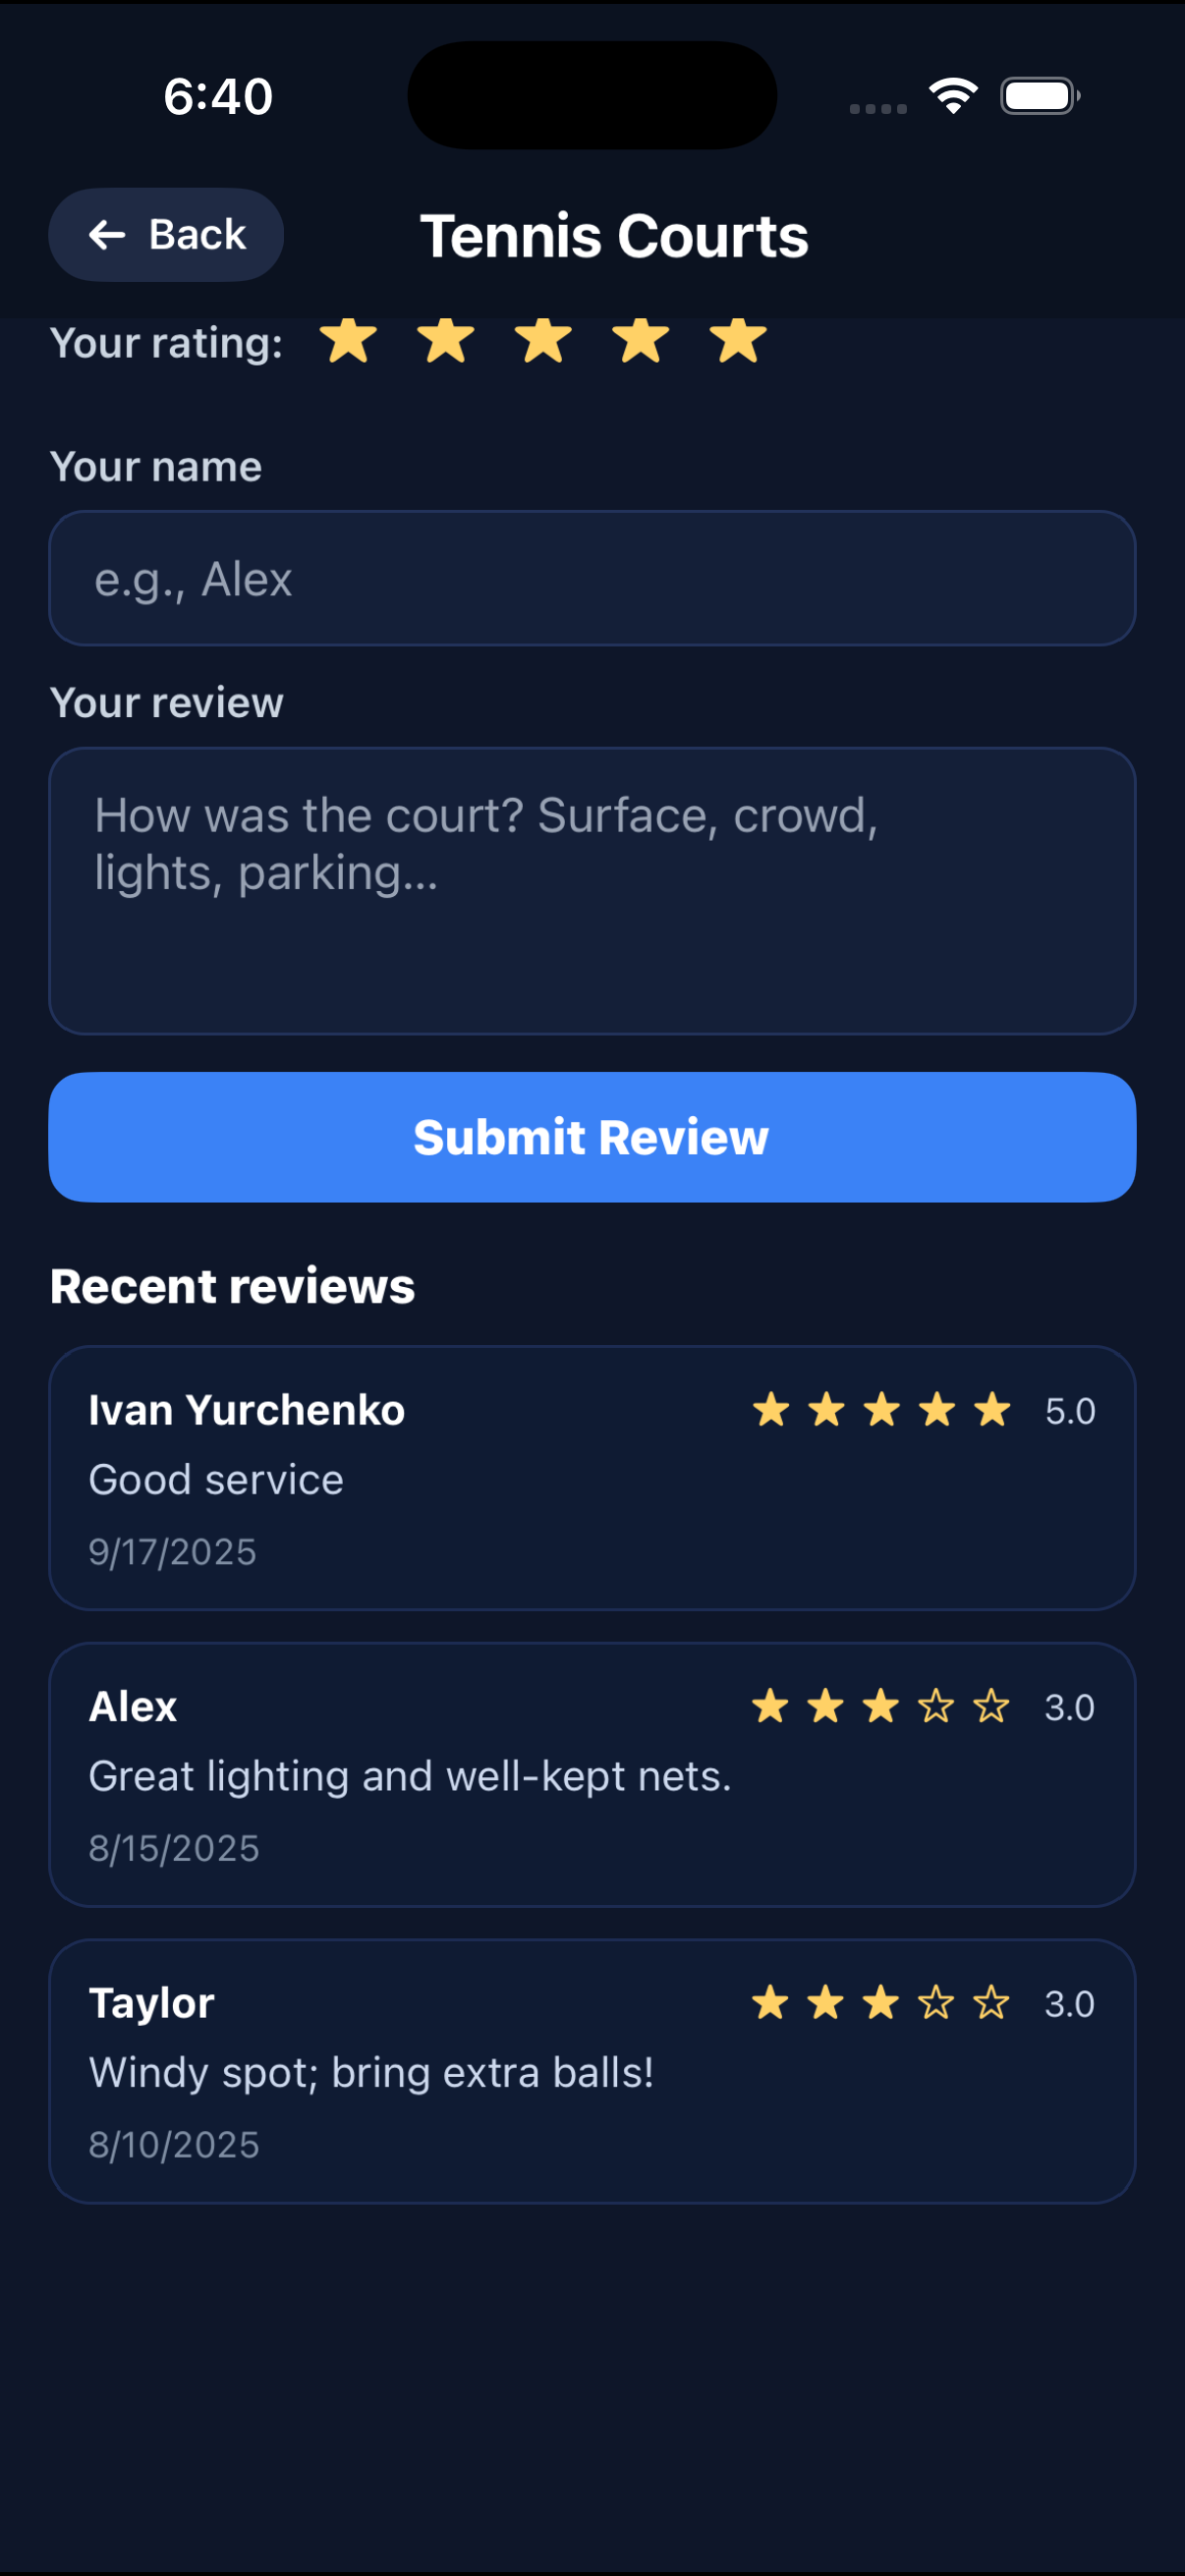 6:40
← Back
Tennis Courts
Your rating: ★ ★ ★ ★ ★
Your name
e.g., Alex
Your review
How was the court? Surface, crowd,
lights, parking...
Submit Review
Recent reviews
Ivan Yurchenko ★ ★ ★ ★ ★ 5.0
Good service
9/17/2025
Alex ★ ★ ★ ☆ ☆ 3.0
Great lighting and well-kept nets.
8/15/2025
Taylor ★ ★ ★ ☆ ☆ 3.0
Windy spot; bring extra balls!
8/10/2025